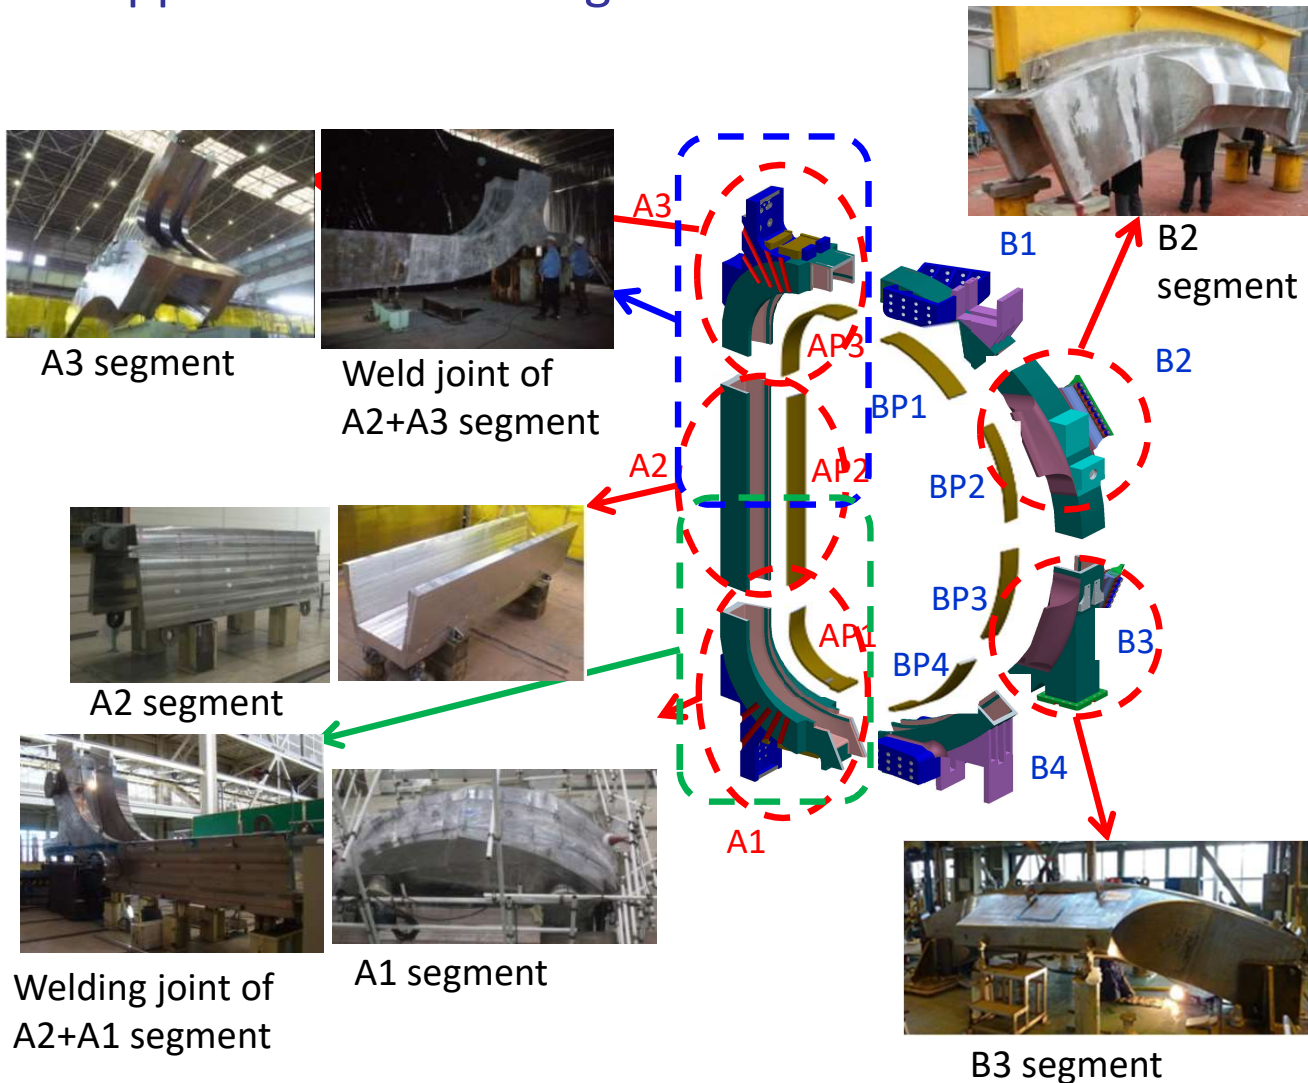 A3
B1
B2
segment
A3 segment
Weld joint of
A2+A3 segment
AP3
BP1
B2
A2
AP2
BP2
A2 segment
AP1
BP3
B3
BP4
B4
A1
Welding joint of
A2+A1 segment
A1 segment
B3 segment